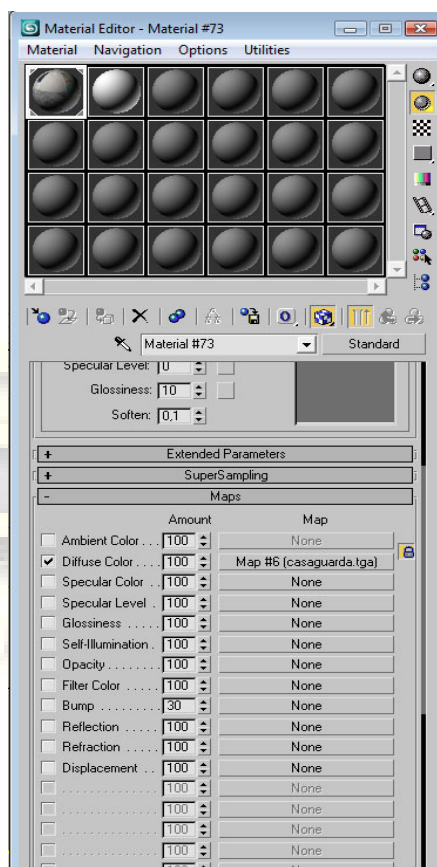 Material Editor - Material #73
Material Navigation Options Utilities
Material #73 Standard
Specular Level: 0
Glossiness: 10
Soften: 0,1
+ Extended Parameters
+ SuperSampling
- Maps
Amount Map
Ambient Color . . . 100 None
Diffuse Color . . . . 100 Map #6 (casaguarda.tga)
Specular Color . . 100 None
Specular Level . 100 None
Glossiness . . . . . 100 None
Self-Illumination . 100 None
Opacity . . . . . . . . 100 None
Filter Color . . . . . 100 None
Bump . . . . . . . . . 30 None
Reflection . . . . . 100 None
Refraction . . . . . 100 None
Displacement . . 100 None
. . . . . . . . . . . . . . 100 None
. . . . . . . . . . . . . . 100 None
. . . . . . . . . . . . . . 100 None
. . . . . . . . . . . . . . 100 None
. . . . . . . . . . . . . . 100 None